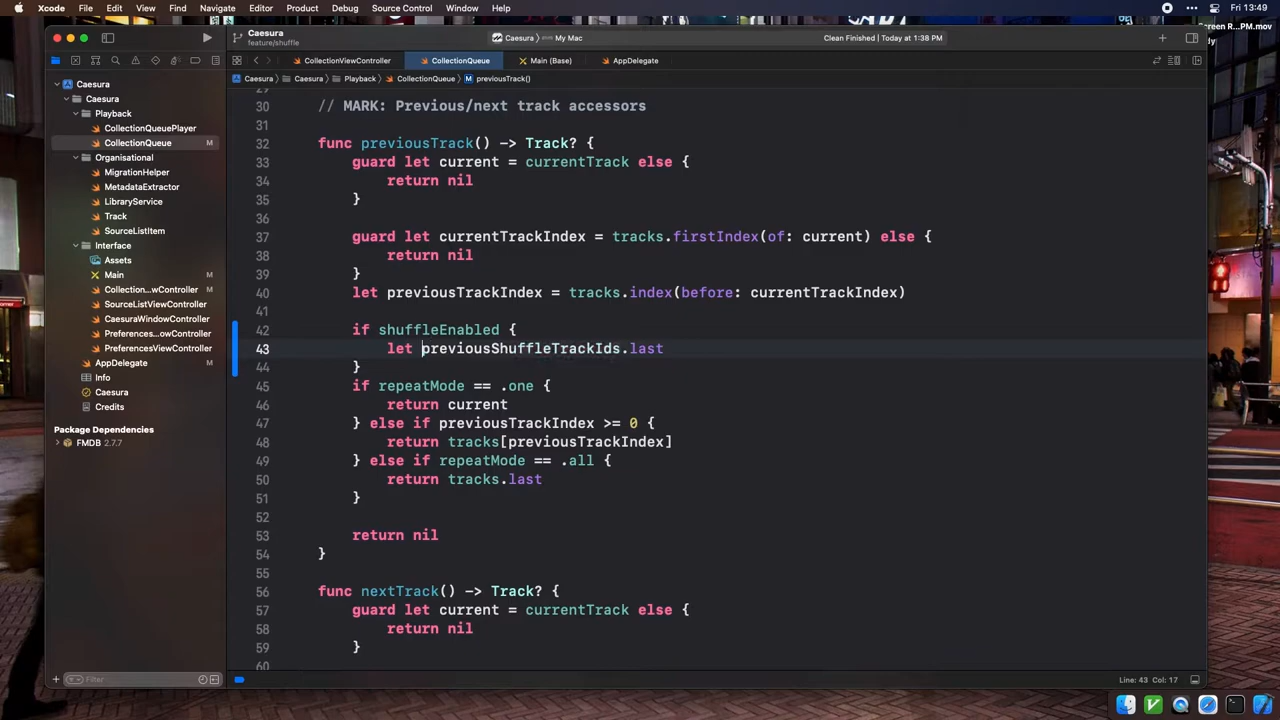 Xcode File Edit View Find Navigate Editor Product Debug Source Control Window Help
Fri 13:49
Caesura
feature/shuffle
Caesura 〉 My Mac
Clean Finished | Today at 1:38 PM
CollectionViewController
CollectionQueue
Main (Base)
AppDelegate
Caesura 〉 Caesura 〉 Playback 〉 CollectionQueue 〉 M previousTrack()
Caesura
Caesura
Playback
CollectionQueuePlayer
CollectionQueue M
Organisational
MigrationHelper
MetadataExtractor
LibraryService
Track
SourceListItem
Interface
Assets
Main M
Collection...wController M
SourceListViewController
CaesuraWindowController M
Preferences...owController M
PreferencesViewController M
AppDelegate M
Info
Caesura
Credits
Package Dependencies
FMDB 2.7.7
Filter
29
30 // MARK: Previous/next track accessors
31
32 func previousTrack() -> Track? {
33 guard let current = currentTrack else {
34 return nil
35 }
36
37 guard let currentTrackIndex = tracks.firstIndex(of: current) else {
38 return nil
39 }
40 let previousTrackIndex = tracks.index(before: currentTrackIndex)
41
42 if shuffleEnabled {
43 let previousShuffleTrackIds.last
44 }
45 if repeatMode == .one {
46 return current
47 } else if previousTrackIndex >= 0 {
48 return tracks[previousTrackIndex]
49 } else if repeatMode == .all {
50 return tracks.last
51 }
52
53 return nil
54 }
55
56 func nextTrack() -> Track? {
57 guard let current = currentTrack else {
58 return nil
59 }
60
Line: 43 Col: 17